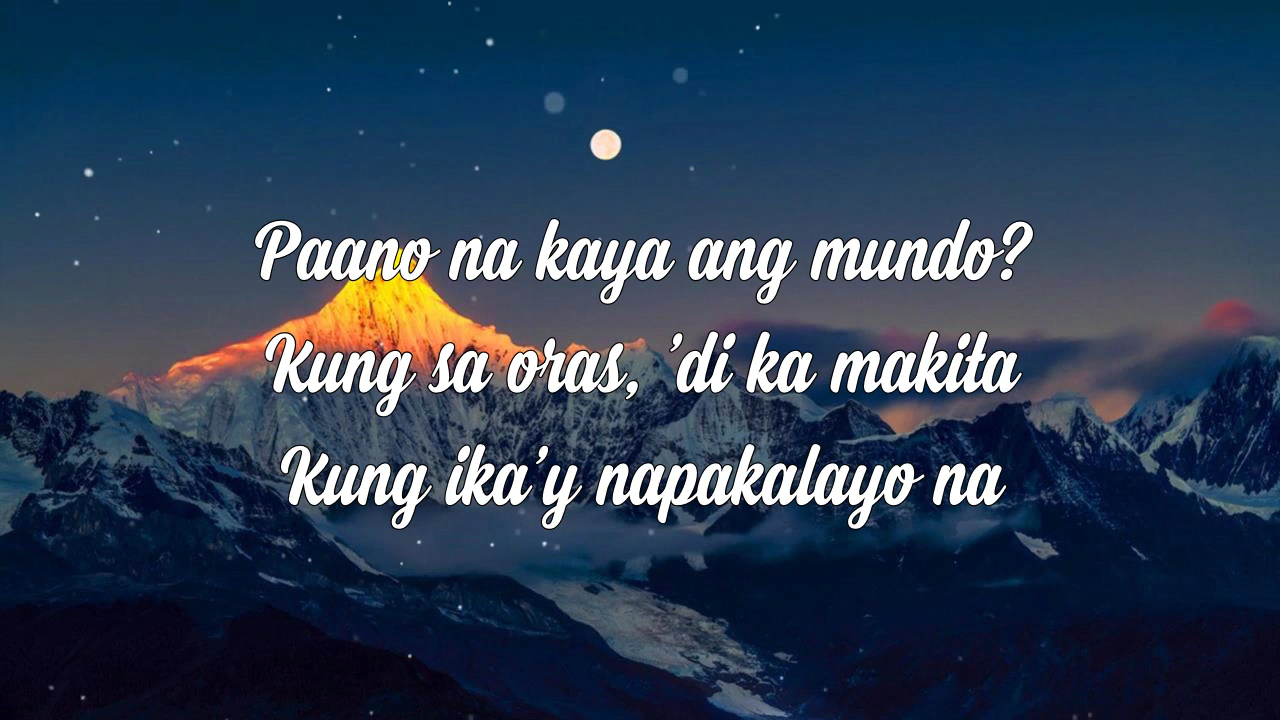 Paano na kaya ang mundo?
Kung sa oras, 'di ka makita
Kung ika'y napakalayo na